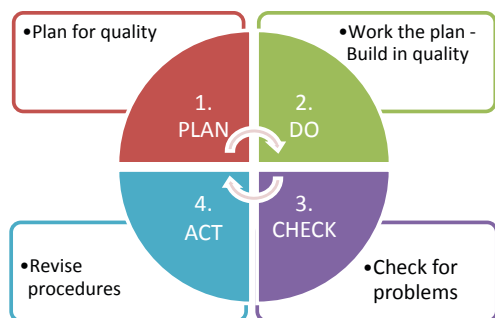 •Plan for quality
•Work the plan -
Build in quality
1.
PLAN
2.
DO
4.
ACT
3.
CHECK
•Revise
procedures
•Check for
problems